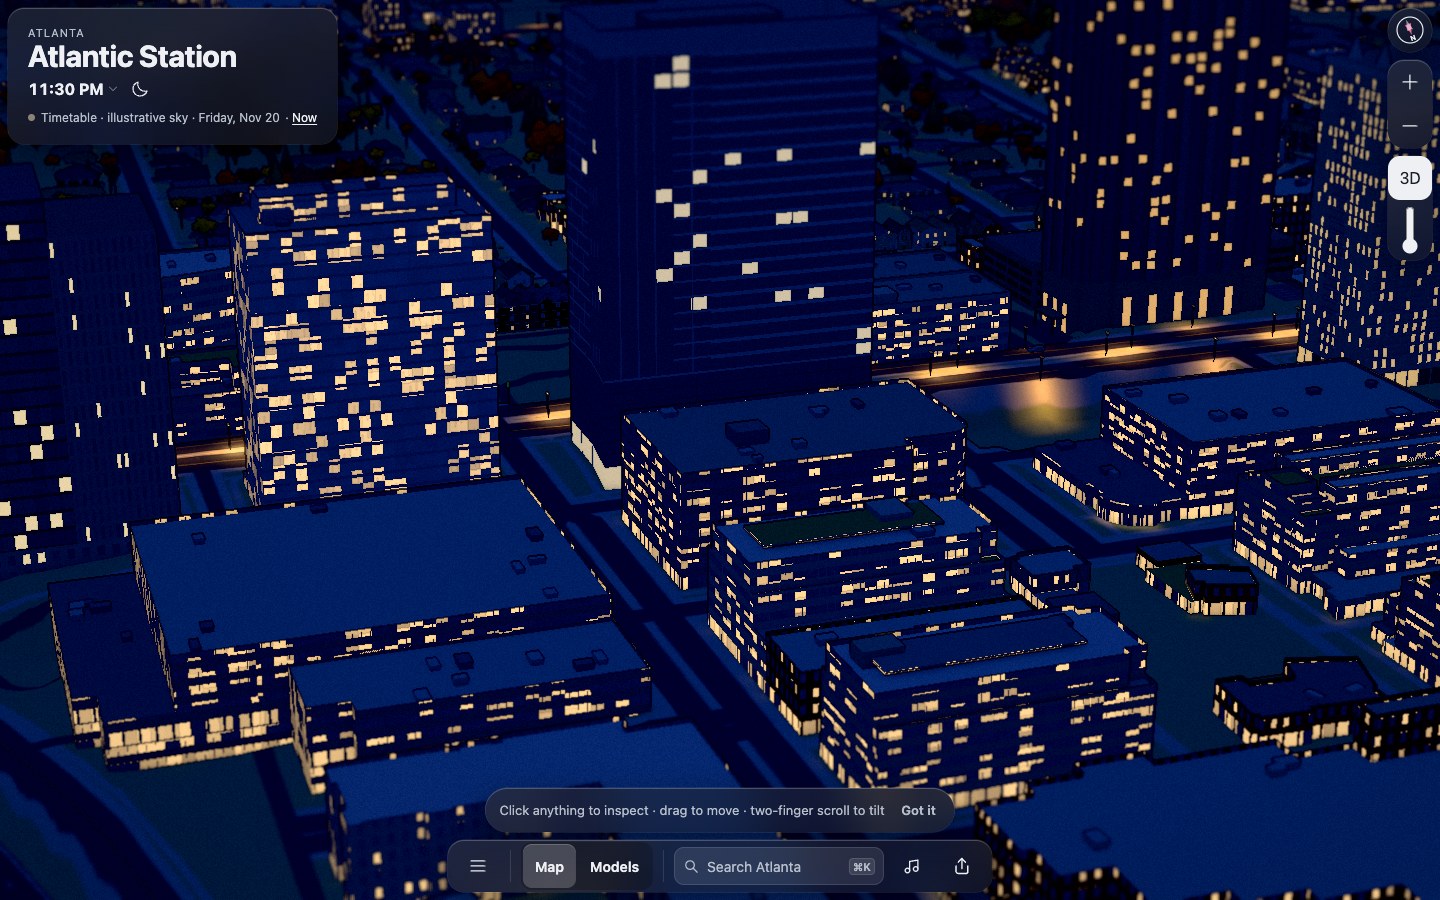 ATLANTA
Atlantic Station
11:30 PM
Timetable · illustrative sky · Friday, Nov 20 · Now
N
+
−
3D
Click anything to inspect · drag to move · two-finger scroll to tilt Got it
Map Models Search Atlanta ⌘K